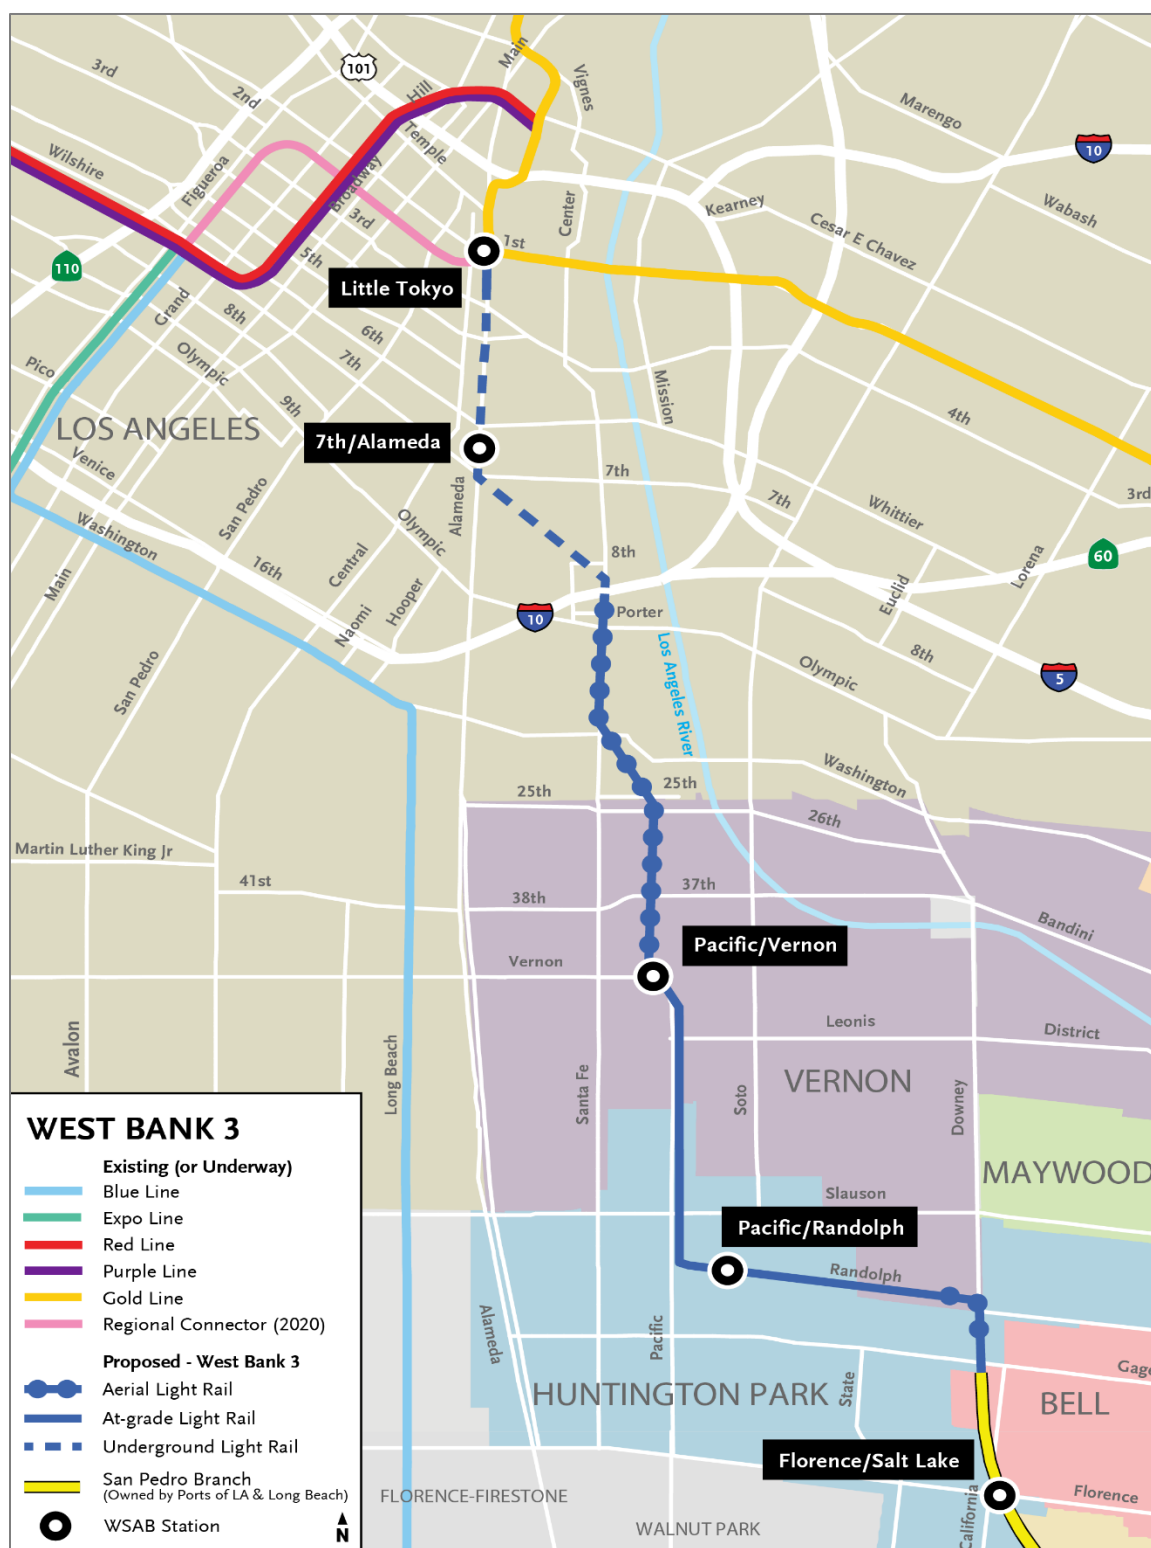 Main
101
3rd
2nd
Hill
Vignes
Marengo
10
Temple
Wilshire
Figueroa
Broadway
3rd
Center
Kearney
Wabash
Cesar E Chavez
1st
110
5th
Little Tokyo
Grand
8th
6th
7th
Olympic
Pico
9th
Mission
4th
LOS ANGELES
7th/Alameda
Venice
7th
7th
Whittier
3rd
San Pedro
Alameda
Olympic
Washington
8th
60
16th
Central
Lorena
Main
Hooper
Euclid
Naomi
10
Porter
Los Angeles River
8th
San Pedro
Olympic
5
Washington
25th
25th
26th
Martin Luther King Jr
41st
38th
37th
Bandini
Pacific/Vernon
Vernon
Leonis
District
Avalon
Long Beach
Santa Fe
Soto
VERNON
Downey
MAYWOOD
Slauson
Pacific/Randolph
Randolph
Alameda
Pacific
State
Gage
HUNTINGTON PARK
BELL
Florence/Salt Lake
FLORENCE-FIRESTONE
California
Florence
WALNUT PARK
WEST BANK 3
Existing (or Underway)
Blue Line
Expo Line
Red Line
Purple Line
Gold Line
Regional Connector (2020)
Proposed - West Bank 3
Aerial Light Rail
At-grade Light Rail
Underground Light Rail
San Pedro Branch
(Owned by Ports of LA & Long Beach)
WSAB Station
N